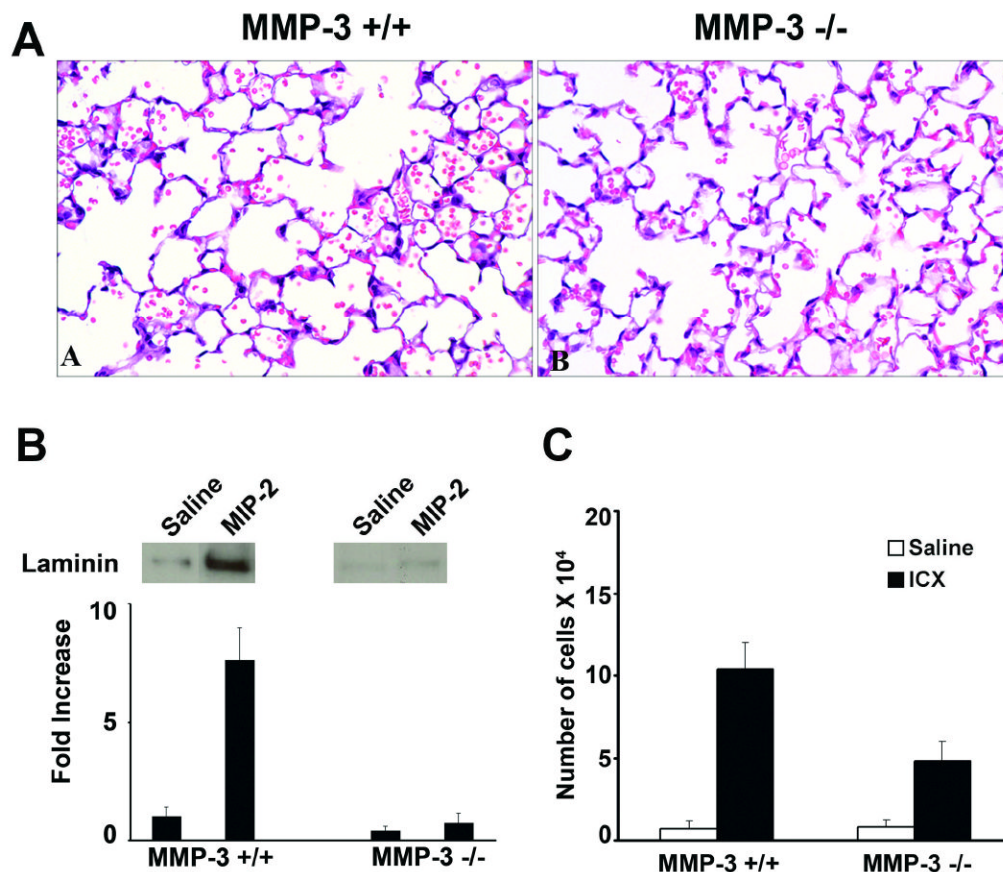 A
MMP-3 +/+
MMP-3 -/-
A
B
B
Saline
MIP-2
Saline
MIP-2
Laminin
Fold Increase
10
5
0
MMP-3 +/+
MMP-3 -/-
C
Number of cells X 10⁴
20
15
10
5
0
Saline
ICX
MMP-3 +/+
MMP-3 -/-